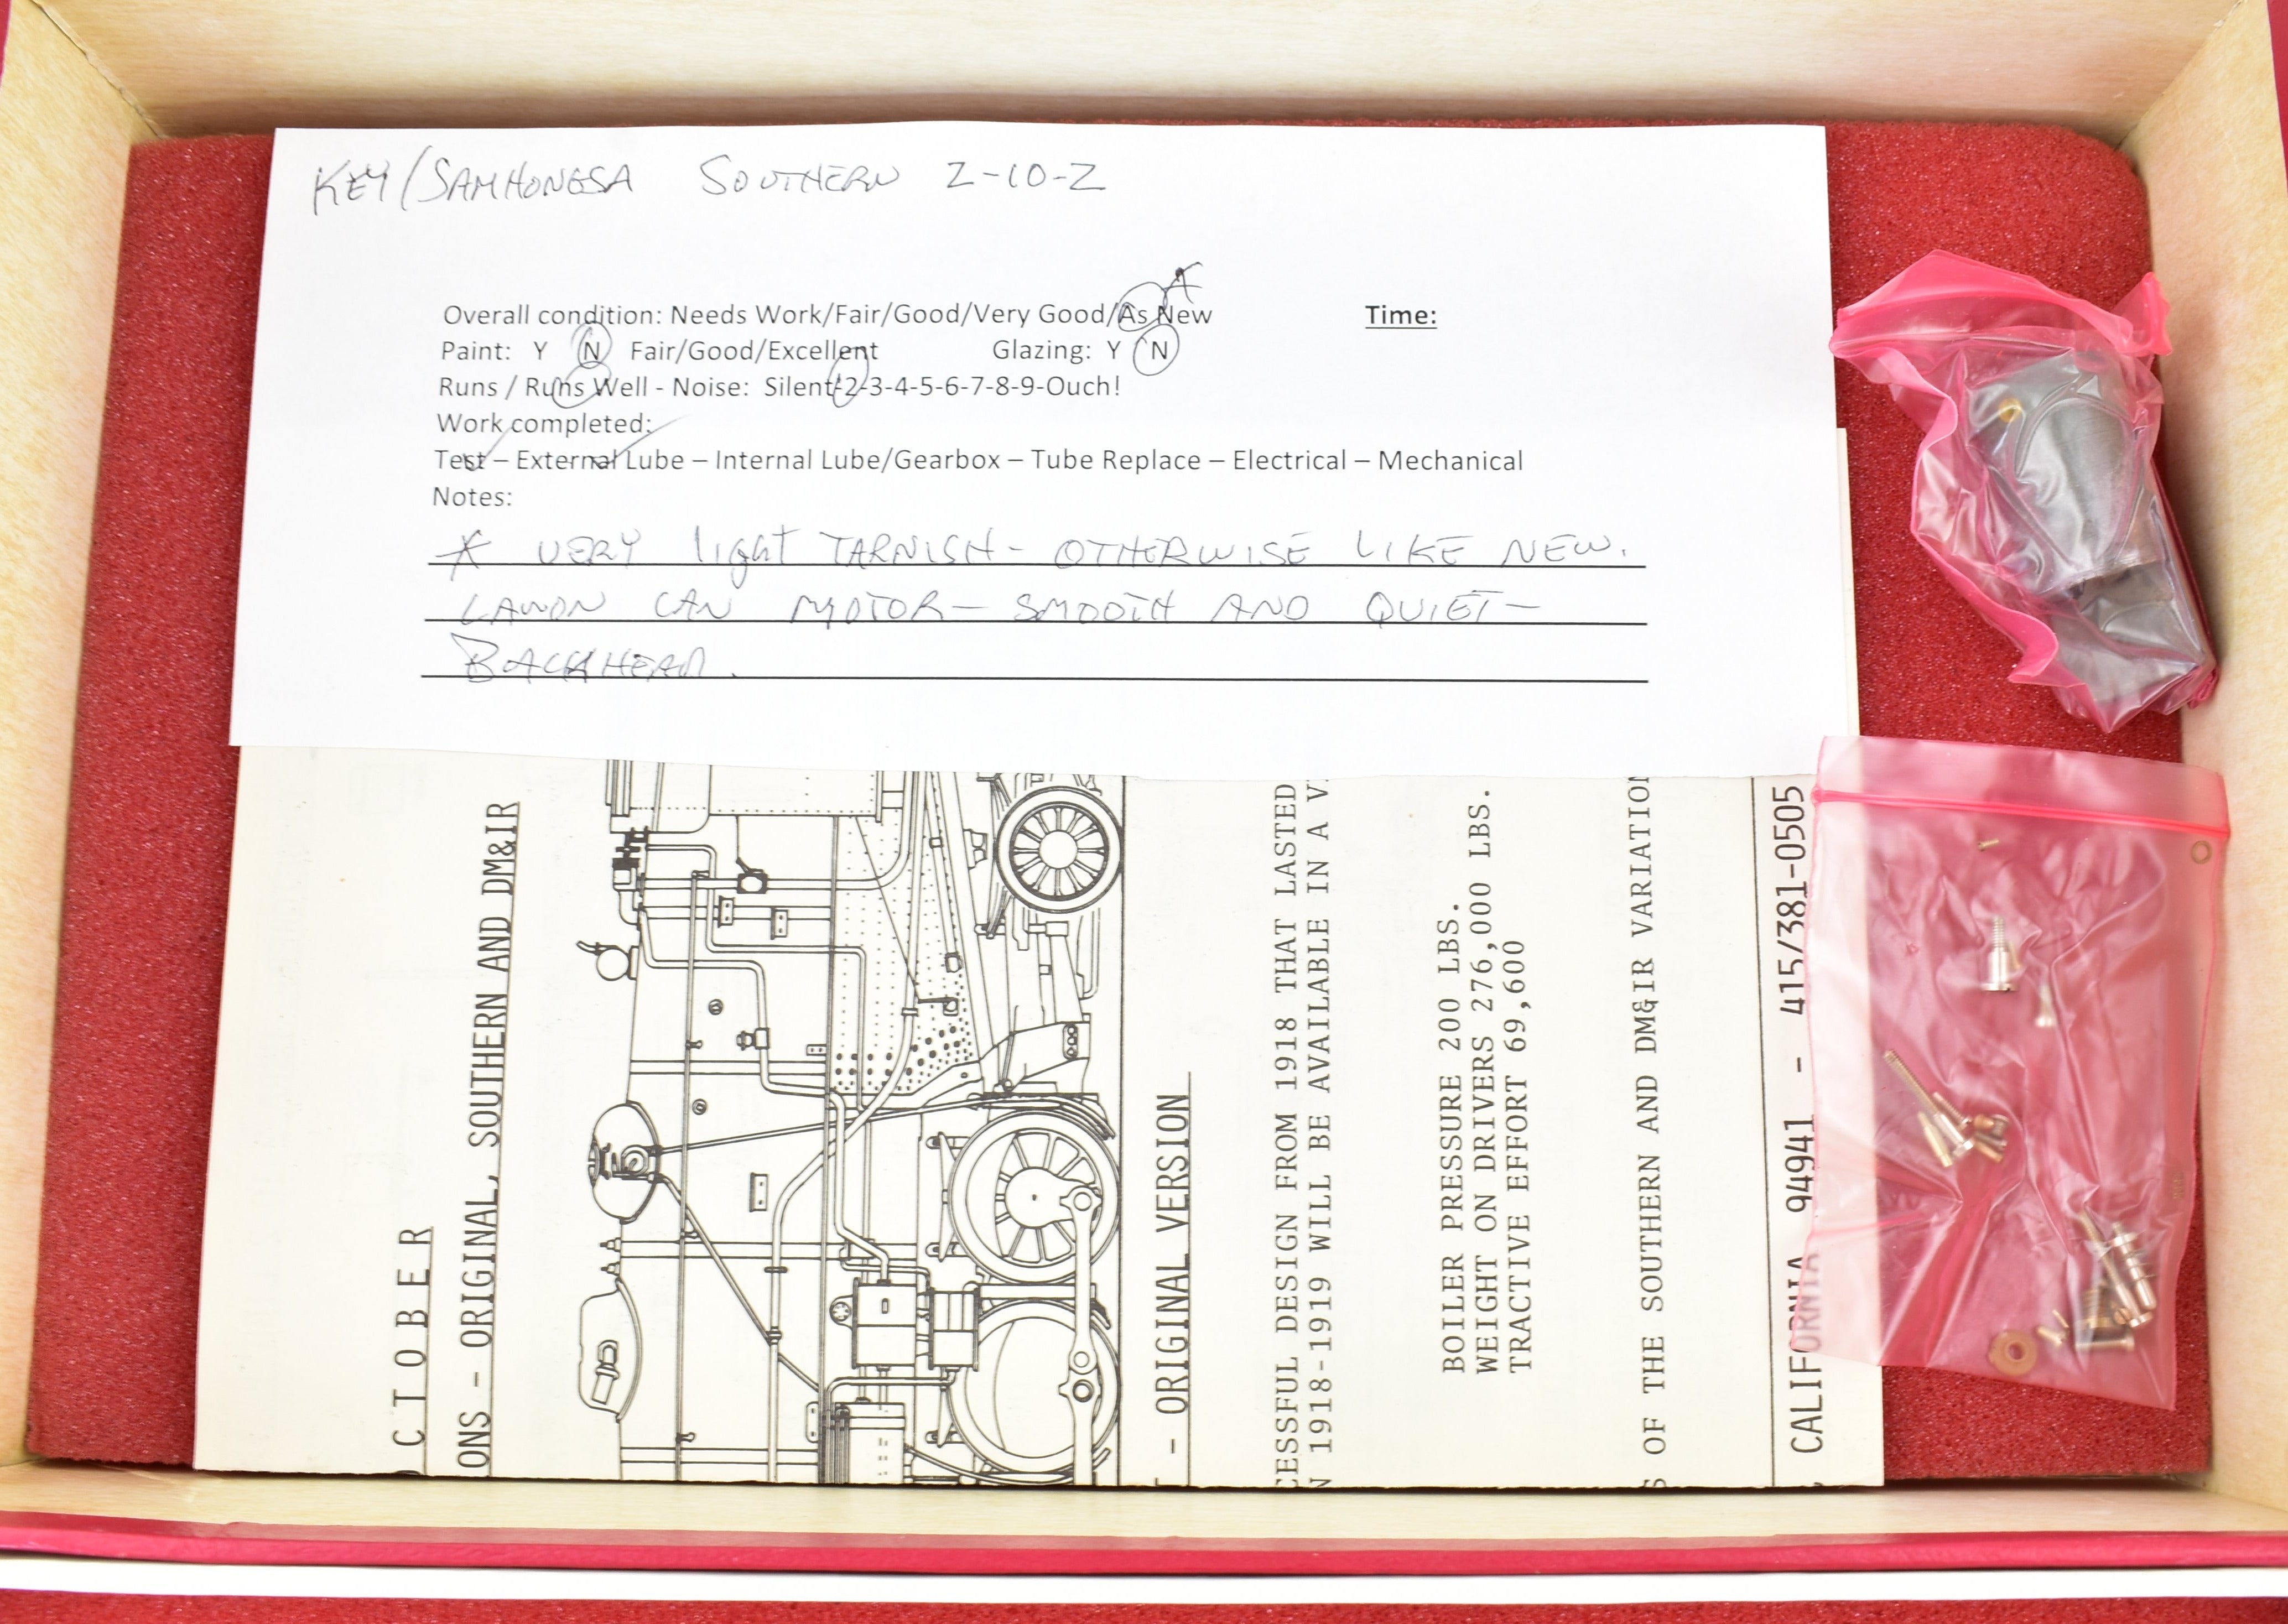 KEY/SAMHONGSA SOUTHERN 2-10-2
Overall condition: Needs Work/Fair/Good/Very Good/As New
Time:
Paint: Y N Fair/Good/Excellent Glazing: Y N
Runs / Runs Well - Noise: Silent-2-3-4-5-6-7-8-9-Ouch!
Work completed:
Test – External Lube – Internal Lube/Gearbox – Tube Replace – Electrical – Mechanical
Notes:
* VERY light TARNISH - OTHERWISE LIKE NEW.
CANON CAN MOTOR - SMOOTH AND QUIET -
BACKHEAD.
CTOBER
ONS - ORIGINAL, SOUTHERN AND DM&IR
- ORIGINAL VERSION
CESSFUL DESIGN FROM 1918 THAT LASTED
N 1918-1919 WILL BE AVAILABLE IN A V
BOILER PRESSURE 200 LBS.
WEIGHT ON DRIVERS 276,000 LBS.
TRACTIVE EFFORT 69,600
S OF THE SOUTHERN AND DM&IR VARIATION
, CALIFORNIA 94941 - 415/381-0505